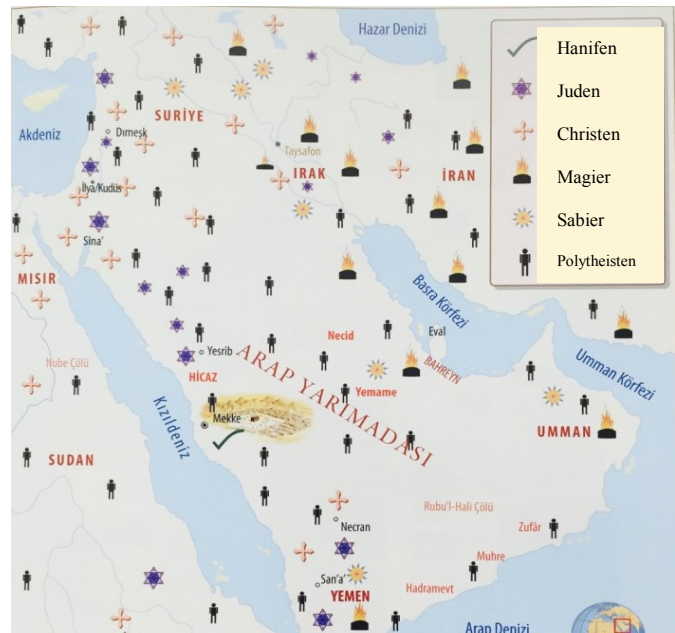 Hazar Denizi
Hanifen
Juden
Christen
Magier
Sabier
Polytheisten
Akdeniz
SURİYE
Dımeşk
Taysafon
IRAK
İRAN
İlya/Kudüs
Sina'
MISIR
Basra Körfezi
Eval
BAHREYN
Necid
Yesrib
Nube Çölü
HİCAZ
ARAP YARIMADASI
Yemame
Umman Körfezi
UMMAN
Mekke
Kızıldeniz
SUDAN
Rubu'l-Hali Çölü
Necran
Zufâr
Muhre
San'a'
Hadramevt
YEMEN
Arap Denizi